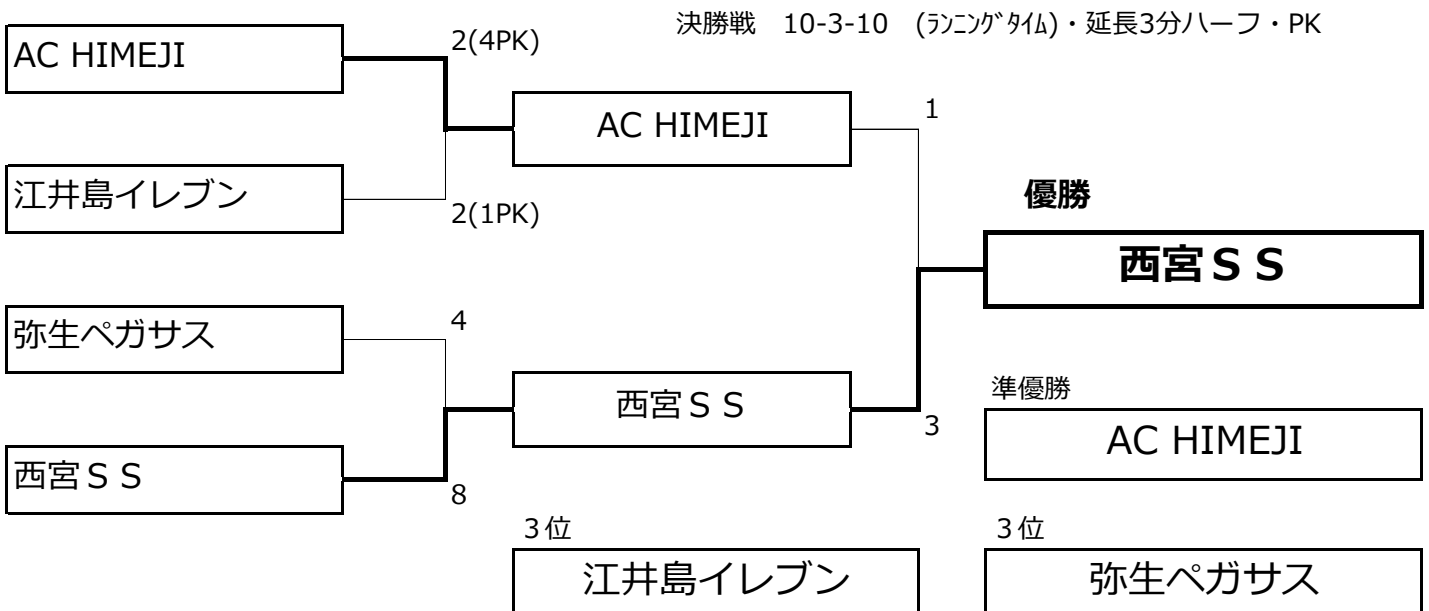 決勝戦　10-3-10　(ﾗﾝﾆﾝｸﾞﾀｲﾑ)・延長3分ハーフ・PK
AC HIMEJI
2(4PK)
AC HIMEJI
1
江井島イレブン
2(1PK)
優勝
西宮ＳＳ
弥生ペガサス
4
西宮ＳＳ
3
準優勝
AC HIMEJI
西宮ＳＳ
8
３位
江井島イレブン
３位
弥生ペガサス